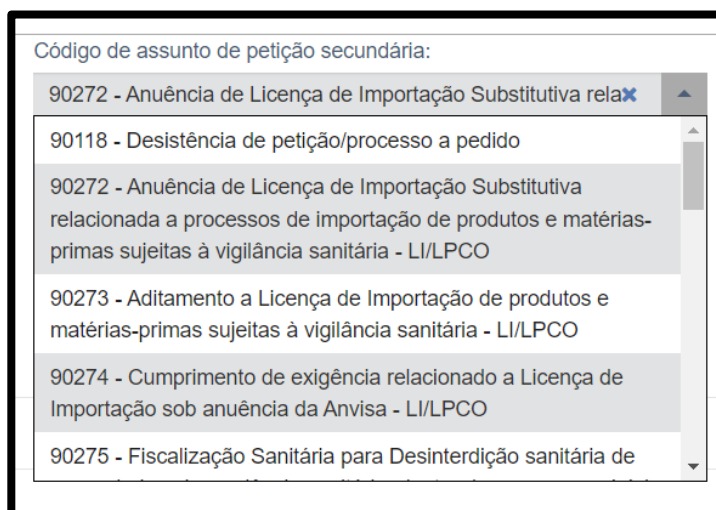 Código de assunto de petição secundária:
90272 - Anuência de Licença de Importação Substitutiva rela
90118 - Desistência de petição/processo a pedido
90272 - Anuência de Licença de Importação Substitutiva
relacionada a processos de importação de produtos e matérias-
primas sujeitas à vigilância sanitária - LI/LPCO
90273 - Aditamento a Licença de Importação de produtos e
matérias-primas sujeitas à vigilância sanitária - LI/LPCO
90274 - Cumprimento de exigência relacionado a Licença de
Importação sob anuência da Anvisa - LI/LPCO
90275 - Fiscalização Sanitária para Desinterdição sanitária de